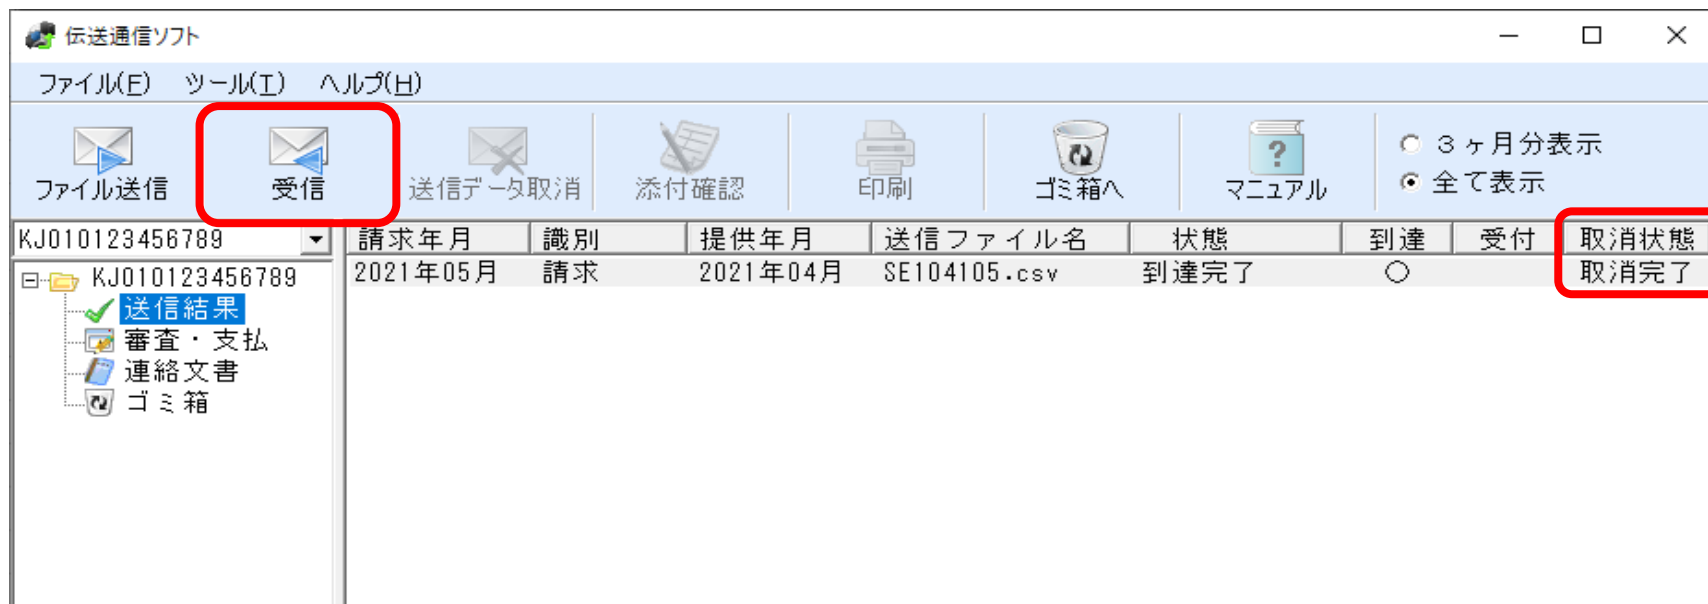 伝送通信ソフト
ファイル(F) ツール(T) ヘルプ(H)
ファイル送信 受信 送信データ取消 添付確認 印刷 ゴミ箱へ マニュアル
３ヶ月分表示
全て表示
KJ010123456789
KJ010123456789
送信結果
審査・支払
連絡文書
ゴミ箱
請求年月 識別 提供年月 送信ファイル名 状態 到達 受付 取消状態
2021年05月 請求 2021年04月 SE104105.csv 到達完了 ○ 取消完了